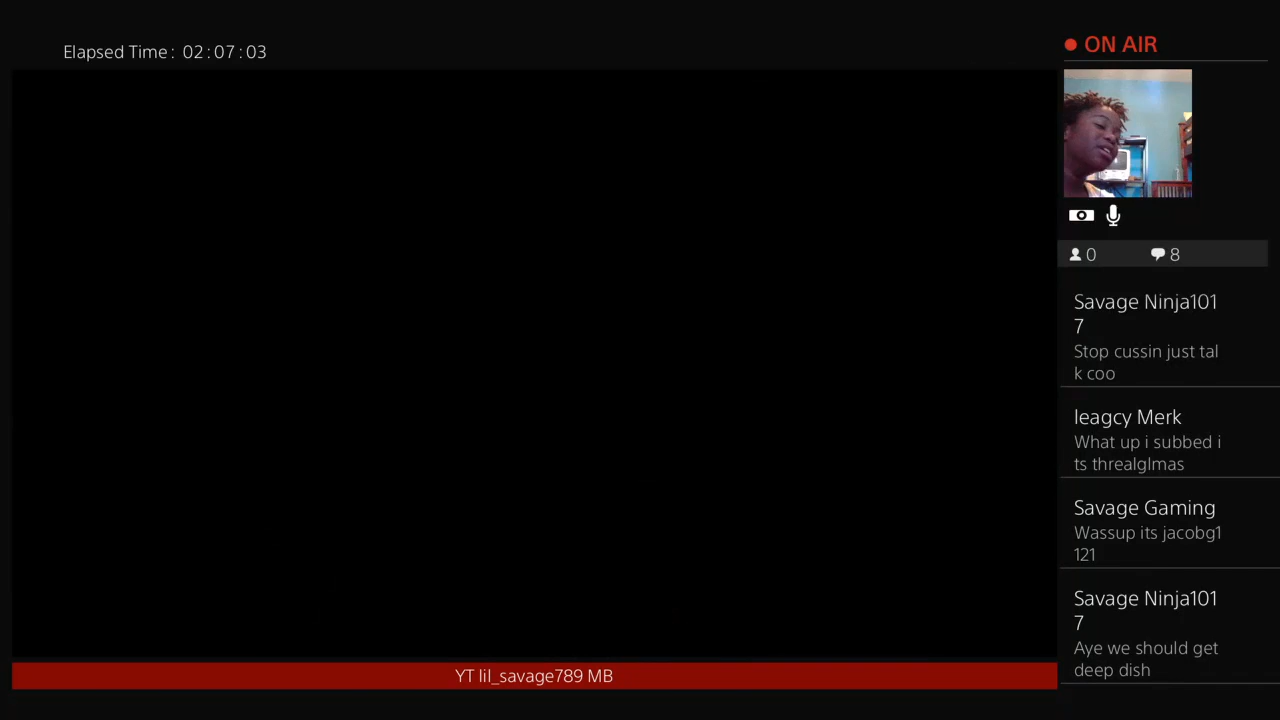 Elapsed Time: 02:07:03
ON AIR
0 8
Savage Ninja101
7
Stop cussin just tal
k coo
leagcy Merk
What up i subbed i
ts threalglmas
Savage Gaming
Wassup its jacobg1
121
Savage Ninja101
7
Aye we should get
deep dish
YT lil_savage789 MB